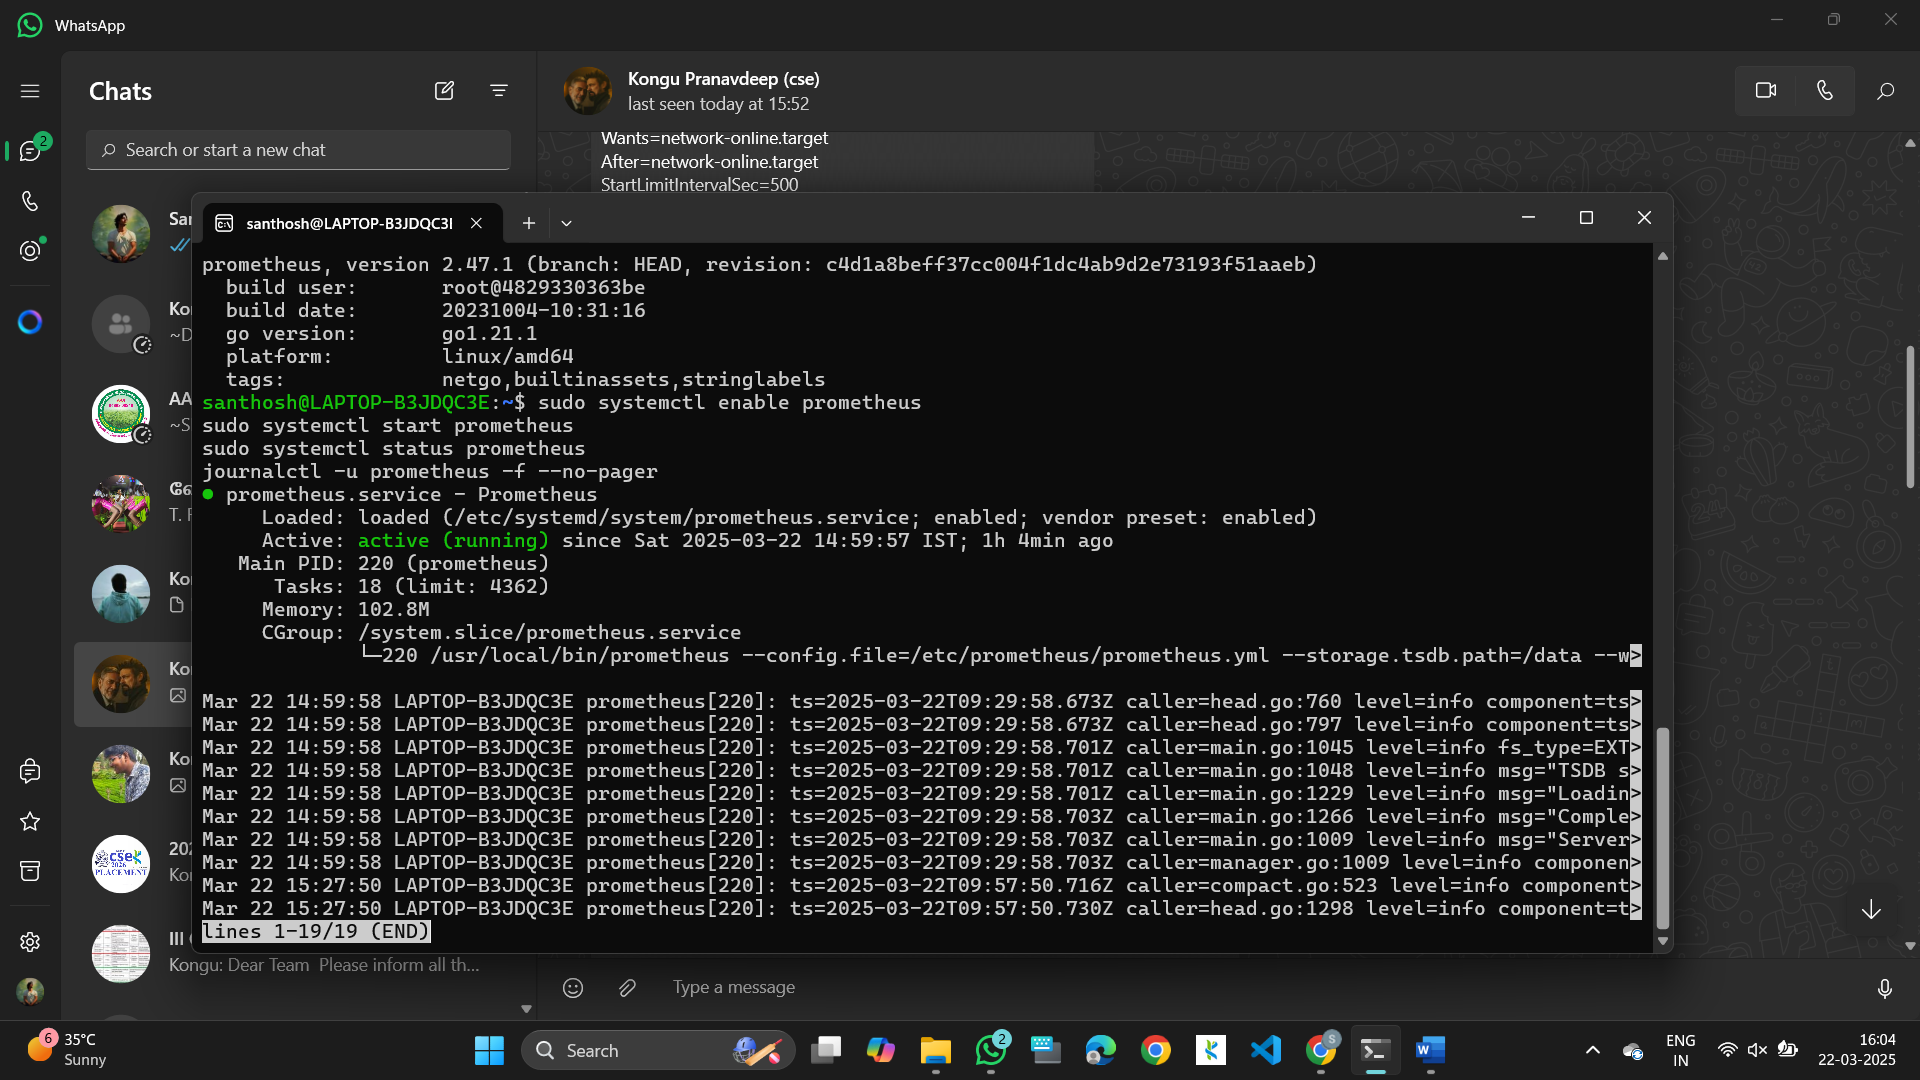 WhatsApp
Chats
Search or start a new chat
2
Kongu Pranavdeep (cse)
last seen today at 15:52
Wants=network-online.target
After=network-online.target
StartLimitIntervalSec=500
santhosh@LAPTOP-B3JDQC3I
prometheus, version 2.47.1 (branch: HEAD, revision: c4d1a8beff37cc004f1dc4ab9d2e73193f51aaeb)
build user: root@4829330363be
build date: 20231004-10:31:16
go version: go1.21.1
platform: linux/amd64
tags: netgo,builtinassets,stringlabels
santhosh@LAPTOP-B3JDQC3E:~$ sudo systemctl enable prometheus
sudo systemctl start prometheus
sudo systemctl status prometheus
journalctl -u prometheus -f --no-pager
● prometheus.service - Prometheus
Loaded: loaded (/etc/systemd/system/prometheus.service; enabled; vendor preset: enabled)
Active: active (running) since Sat 2025-03-22 14:59:57 IST; 1h 4min ago
Main PID: 220 (prometheus)
Tasks: 18 (limit: 4362)
Memory: 102.8M
CGroup: /system.slice/prometheus.service
└─220 /usr/local/bin/prometheus --config.file=/etc/prometheus/prometheus.yml --storage.tsdb.path=/data --w>
Mar 22 14:59:58 LAPTOP-B3JDQC3E prometheus[220]: ts=2025-03-22T09:29:58.673Z caller=head.go:760 level=info component=ts>
Mar 22 14:59:58 LAPTOP-B3JDQC3E prometheus[220]: ts=2025-03-22T09:29:58.673Z caller=head.go:797 level=info component=ts>
Mar 22 14:59:58 LAPTOP-B3JDQC3E prometheus[220]: ts=2025-03-22T09:29:58.701Z caller=main.go:1045 level=info fs_type=EXT>
Mar 22 14:59:58 LAPTOP-B3JDQC3E prometheus[220]: ts=2025-03-22T09:29:58.701Z caller=main.go:1048 level=info msg="TSDB s>
Mar 22 14:59:58 LAPTOP-B3JDQC3E prometheus[220]: ts=2025-03-22T09:29:58.701Z caller=main.go:1229 level=info msg="Loadin>
Mar 22 14:59:58 LAPTOP-B3JDQC3E prometheus[220]: ts=2025-03-22T09:29:58.703Z caller=main.go:1266 level=info msg="Comple>
Mar 22 14:59:58 LAPTOP-B3JDQC3E prometheus[220]: ts=2025-03-22T09:29:58.703Z caller=main.go:1009 level=info msg="Server>
Mar 22 14:59:58 LAPTOP-B3JDQC3E prometheus[220]: ts=2025-03-22T09:29:58.703Z caller=manager.go:1009 level=info componen>
Mar 22 15:27:50 LAPTOP-B3JDQC3E prometheus[220]: ts=2025-03-22T09:57:50.716Z caller=compact.go:523 level=info component>
Mar 22 15:27:50 LAPTOP-B3JDQC3E prometheus[220]: ts=2025-03-22T09:57:50.730Z caller=head.go:1298 level=info component=t>
lines 1-19/19 (END)
San
Ko
~D
AA
~S
T. F
Ko
Ko
Ko
202
Kon
cse
2026
PLACEMENT
III
Kongu: Dear Team Please inform all th...
Type a message
6
35°C
Sunny
Search
2
S
ENG
IN
16:04
22-03-2025